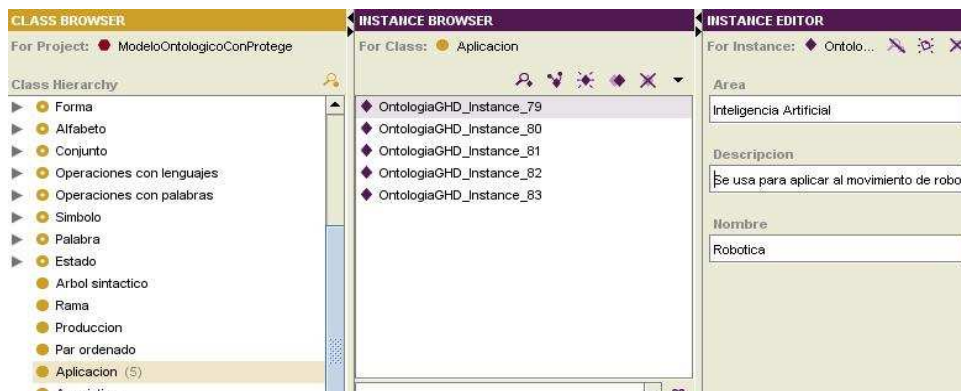 CLASS BROWSER
For Project: ModeloOntologicoConProtege
Class Hierarchy
Forma
Alfabeto
Conjunto
Operaciones con lenguajes
Operaciones con palabras
Simbolo
Palabra
Estado
Arbol sintactico
Rama
Produccion
Par ordenado
Aplicacion (5)
INSTANCE BROWSER
For Class: Aplicacion
OntologiaGHD_Instance_79
OntologiaGHD_Instance_80
OntologiaGHD_Instance_81
OntologiaGHD_Instance_82
OntologiaGHD_Instance_83
INSTANCE EDITOR
For Instance: Ontolo...
Area
Inteligencia Artificial
Descripcion
Se usa para aplicar al movimiento de robo
Nombre
Robotica